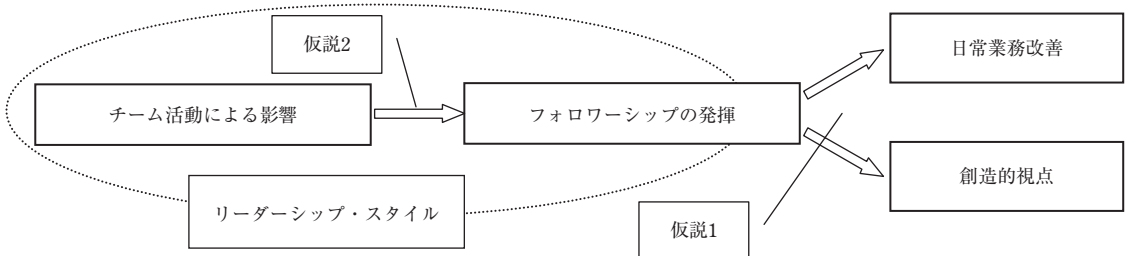 仮説2
日常業務改善
チーム活動による影響
フォロワーシップの発揮
創造的視点
リーダーシップ・スタイル
仮説1